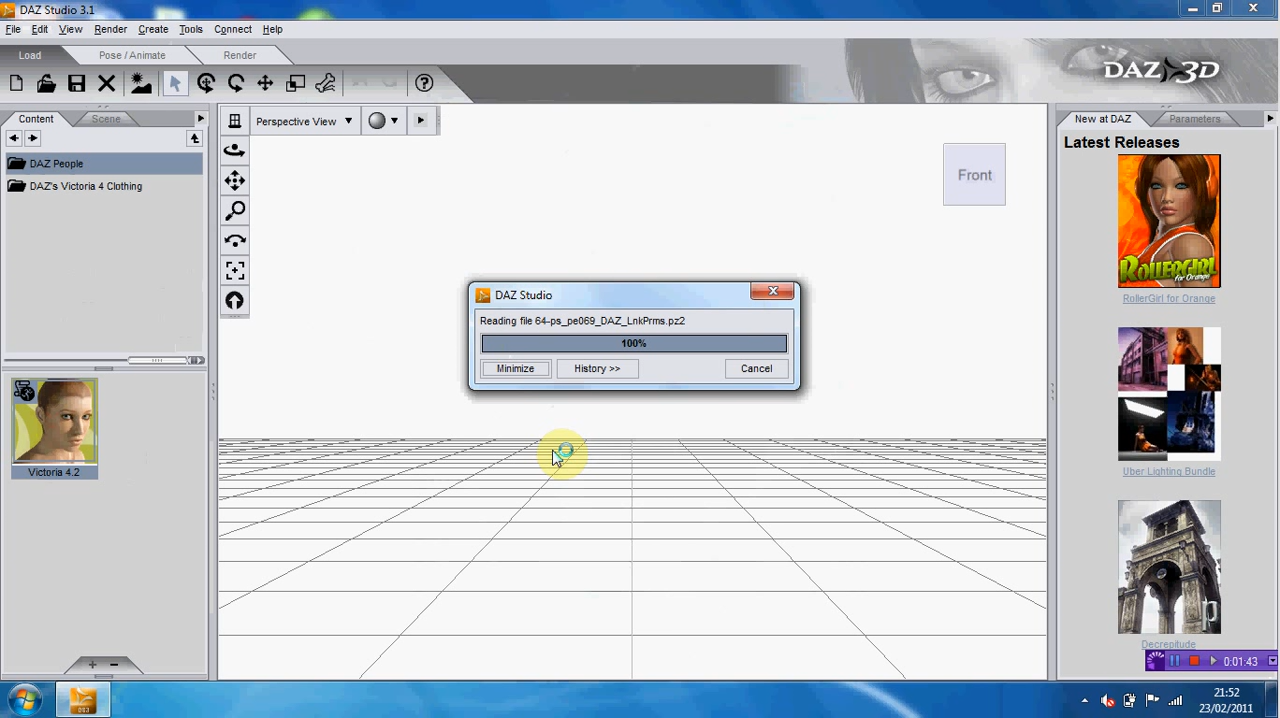 DAZ Studio 3.1
File Edit View Render Create Tools Connect Help
Load Pose / Animate Render
DAZ 3D
Content Scene
Perspective View
New at DAZ Parameters
DAZ People
DAZ's Victoria 4 Clothing
Front
Latest Releases
ROLLERGIRL
for Orange
RollerGirl for Orange
DAZ Studio
Reading file 64-ps_pe069_DAZ_LnkPrms.pz2
100%
Minimize History >> Cancel
Victoria 4.2
Uber Lighting Bundle
Decrepitude
0:01:43
DS3
21:52
23/02/2011